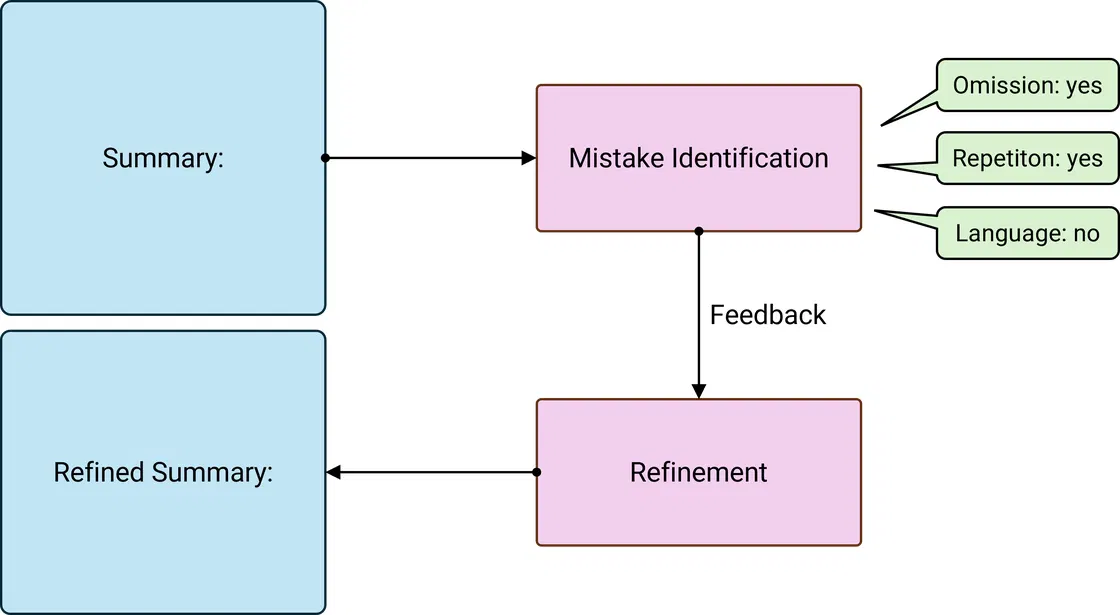 Summary:
Mistake Identification
Omission: yes
Repetiton: yes
Language: no
Feedback
Refined Summary:
Refinement